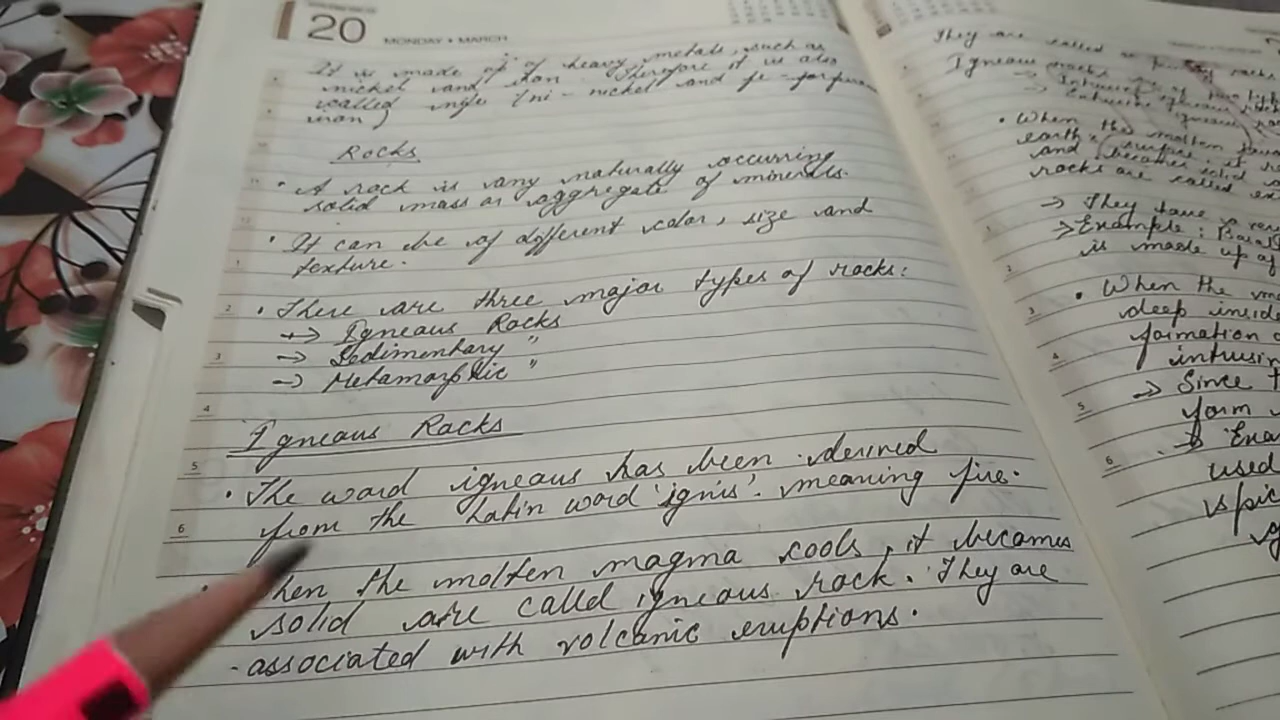 20 MONDAY • MARCH
It is made of of heavy metals, such as
nickel and iron. Therefore it is also
called nife (ni - nickel and fe - for
iron)
Rocks
• A rock is any naturally occurring
solid mass or aggregate of minerals.
• It can be of different color, size and
texture.
• There are three major types of rocks:
→ Igneous Rocks
→ Sedimentary "
→ Metamorphic "
Igneous Rocks
• The word igneous has been derived
from the Latin word 'ignis'. meaning fire.
hen the molten magma cools, it becomes
solid are called igneous rock. They are
associated with volcanic eruptions.
They are called
Igneous rocks
→ Intrusive
→ Extrusive igneous
• When the molten
earth's surface, it
and becomes solid
rocks are called
→ They have a
→ Example:
is made up of
• When the
deep inside
formation
→ Since
form
→
used